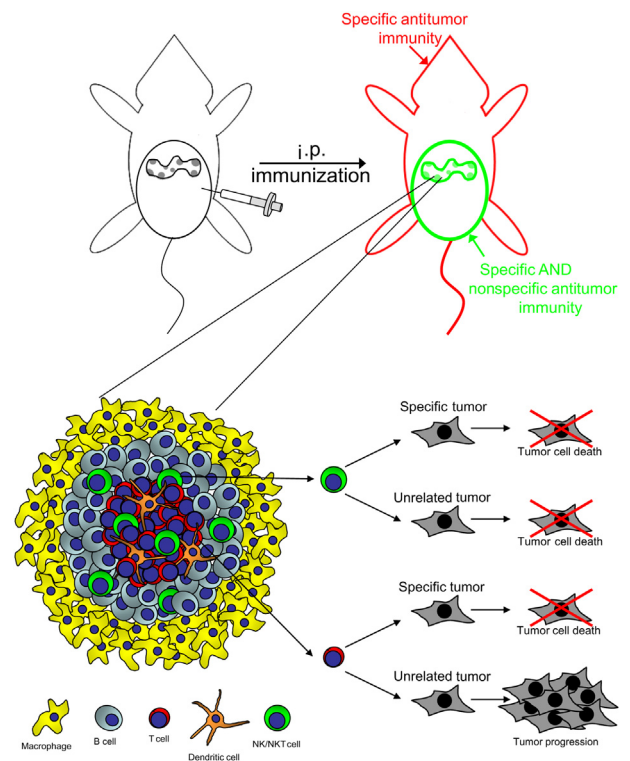 Specific antitumor
immunity
i.p.
immunization
Specific AND
nonspecific antitumor
immunity
Specific tumor
Tumor cell death
Unrelated tumor
Tumor cell death
Specific tumor
Tumor cell death
Unrelated tumor
Tumor progression
Macrophage
B cell
T cell
Dendritic cell
NK/NKT cell